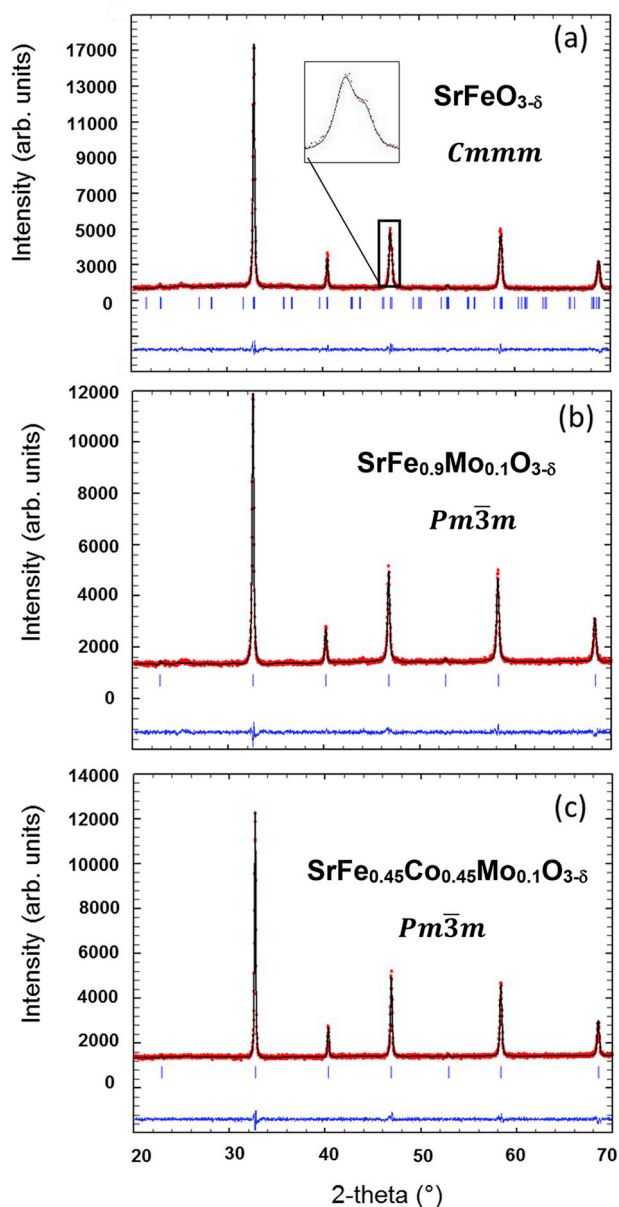 (a)
SrFeO3-δ
Cmmm
Intensity (arb. units)
17000
15000
13000
11000
9000
7000
5000
3000
0
(b)
SrFe0.9Mo0.1O3-δ
Pm3̅m
Intensity (arb. units)
12000
10000
8000
6000
4000
2000
0
(c)
SrFe0.45Co0.45Mo0.1O3-δ
Pm3̅m
Intensity (arb. units)
14000
12000
10000
8000
6000
4000
2000
0
20 30 40 50 60 70
2-theta (°)